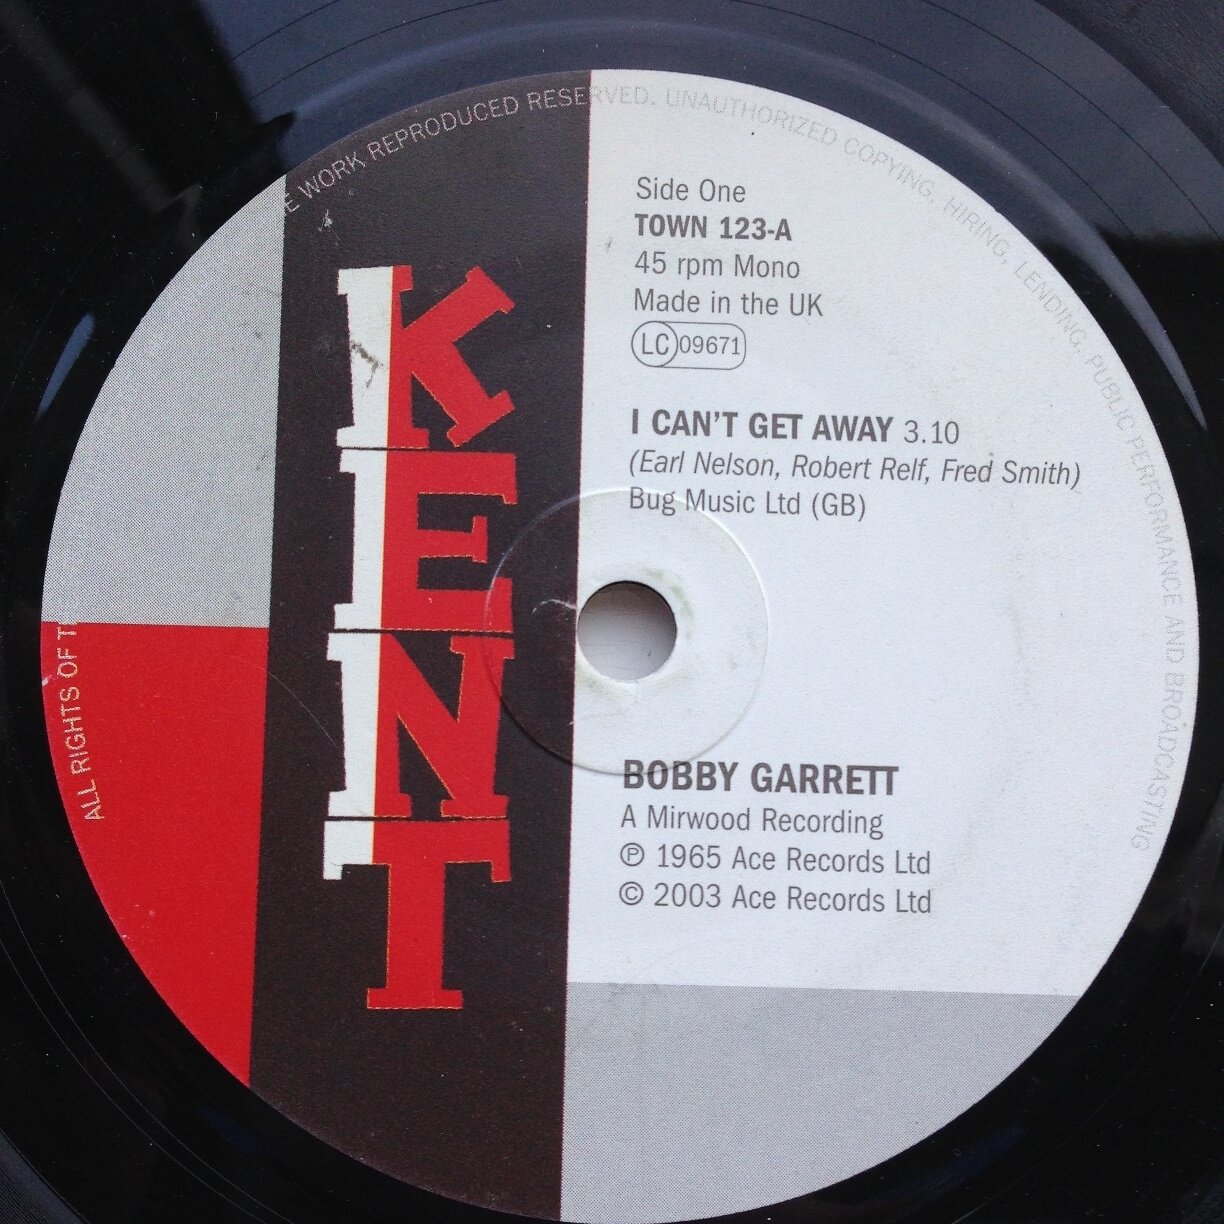 KENT
Side One
TOWN 123-A
45 rpm Mono
Made in the UK
LC 09671
I CAN'T GET AWAY 3.10
(Earl Nelson, Robert Relf, Fred Smith)
Bug Music Ltd (GB)
BOBBY GARRETT
A Mirwood Recording
℗ 1965 Ace Records Ltd
© 2003 Ace Records Ltd
ALL RIGHTS OF T
E WORK REPRODUCED RESERVED. UNAUTHORIZED COPYING, HIRING, LENDING, PUBLIC PERFORMANCE AND BROADCASTING